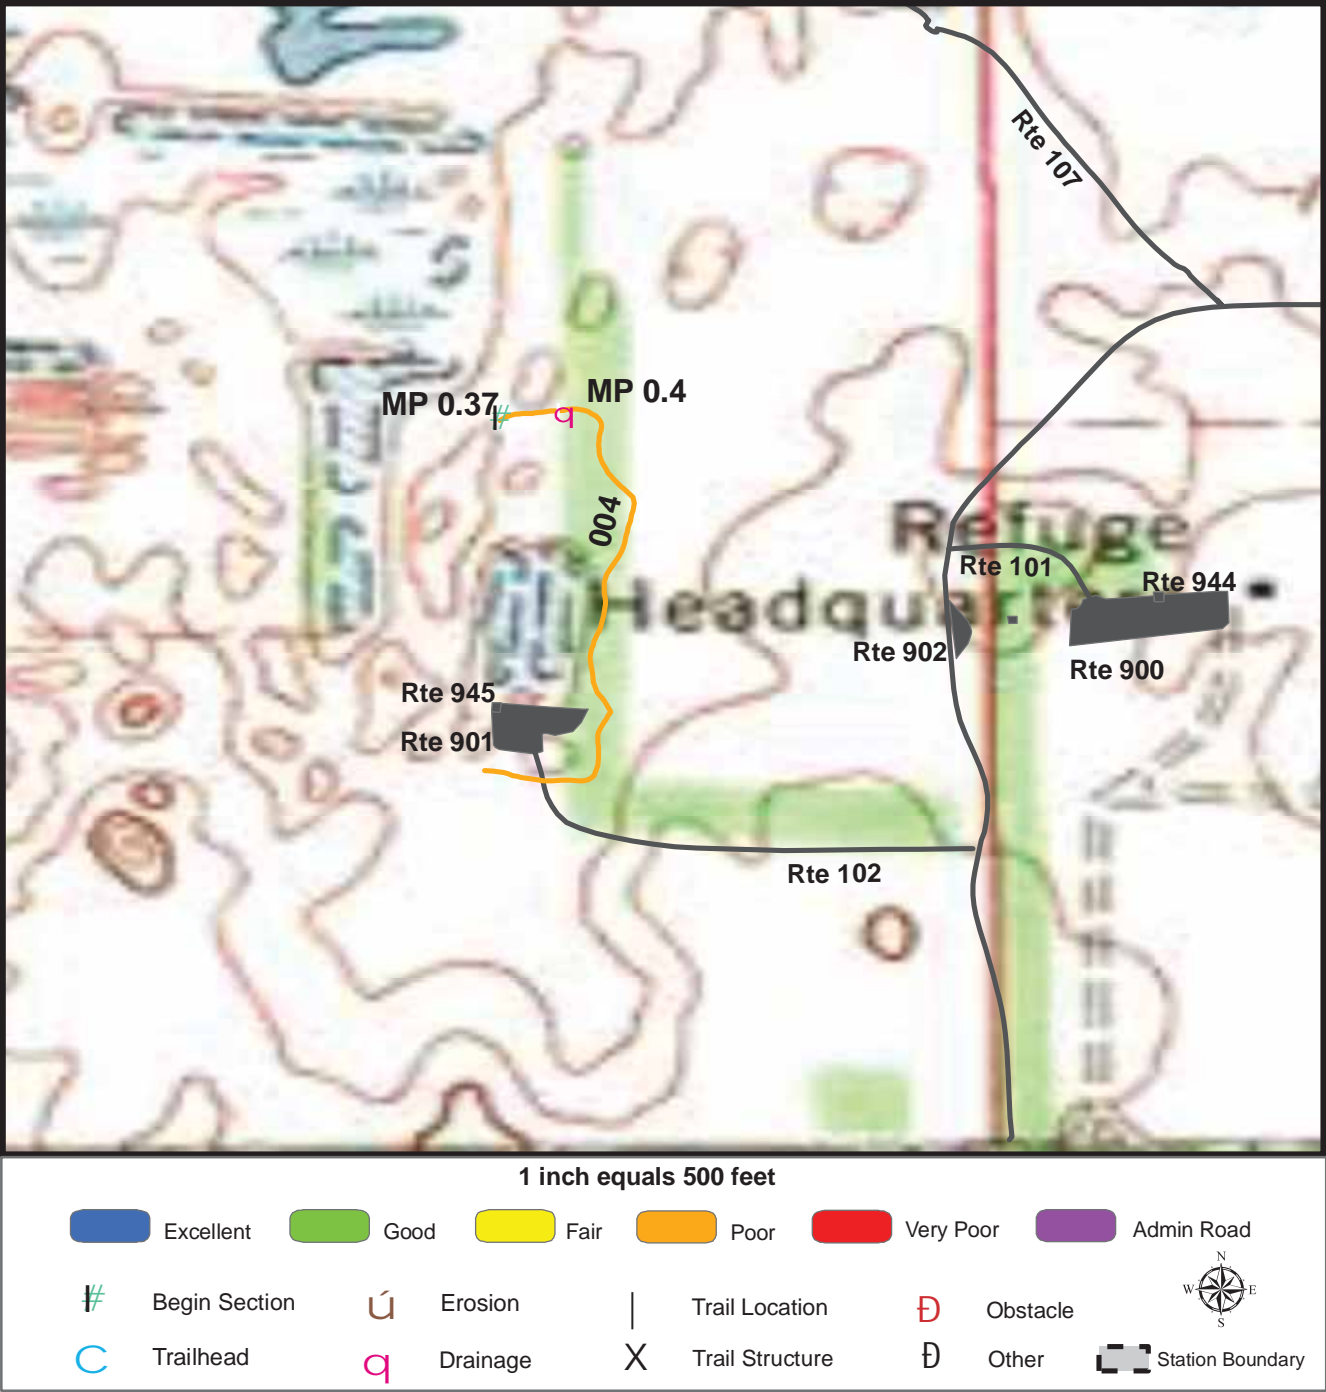 Rte 107
MP 0.37
MP 0.4
004
Refuge
Rte 101
Rte 944
Headquarte
Rte 902
Rte 900
Rte 945
Rte 901
Rte 102
1 inch equals 500 feet
Excellent Good Fair Poor Very Poor Admin Road
N
W E
S
# Begin Section ú Erosion | Trail Location Đ Obstacle
C Trailhead q Drainage X Trail Structure Đ Other Station Boundary